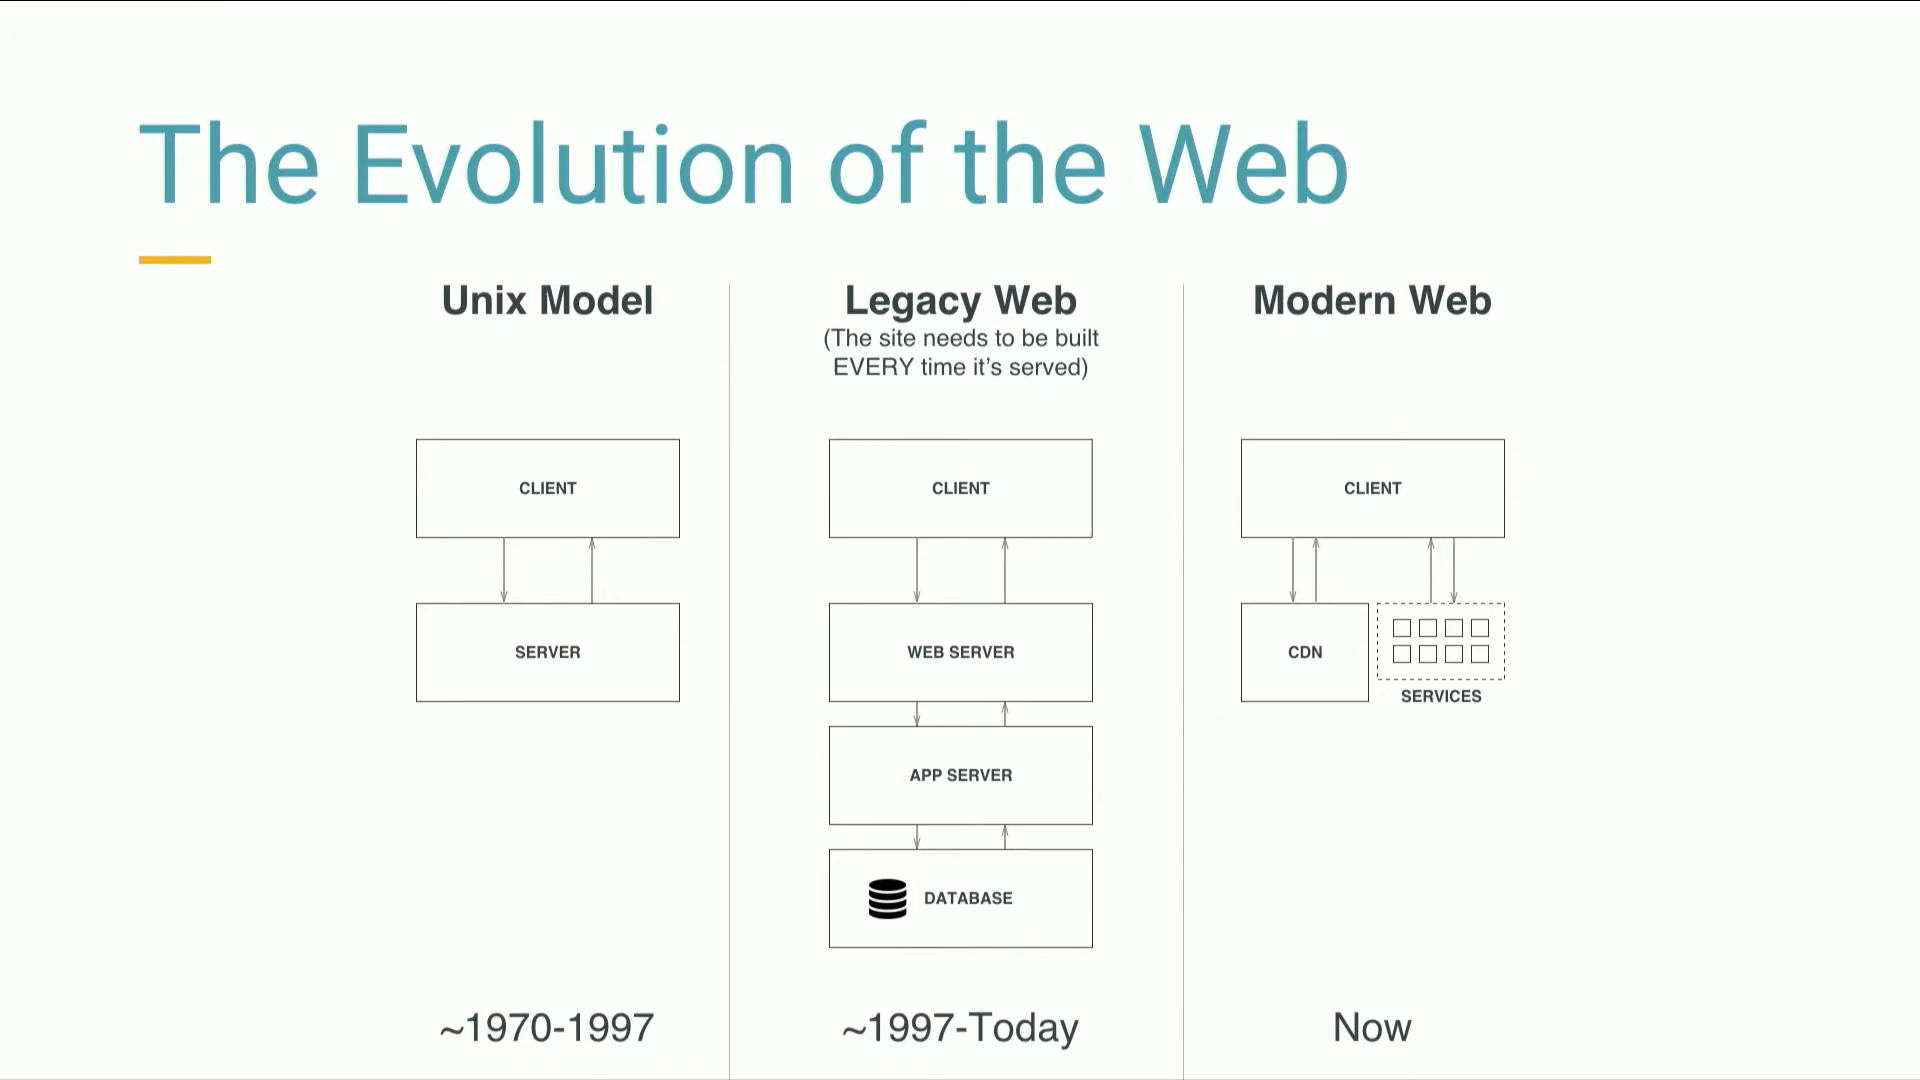 The Evolution of the Web
Unix Model
CLIENT
SERVER
~1970-1997
Legacy Web
(The site needs to be built
EVERY time it’s served)
CLIENT
WEB SERVER
APP SERVER
DATABASE
~1997-Today
Modern Web
CLIENT
CDN
SERVICES
Now